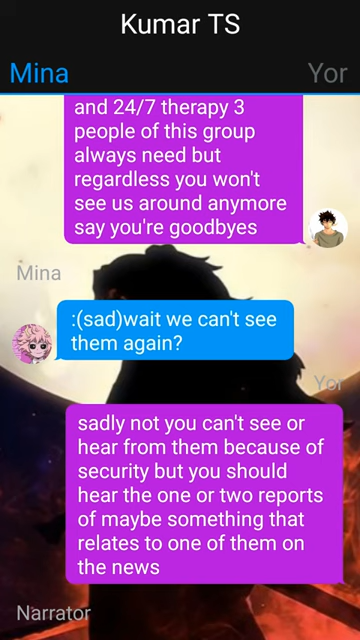 Kumar TS
Mina
Yor
and 24/7 therapy 3
people of this group
always need but
regardless you won't
see us around anymore
say you're goodbyes
Mina
:(sad)wait we can't see
them again?
Yor
sadly not you can't see or
hear from them because of
security but you should
hear the one or two reports
of maybe something that
relates to one of them on
the news
Narrator